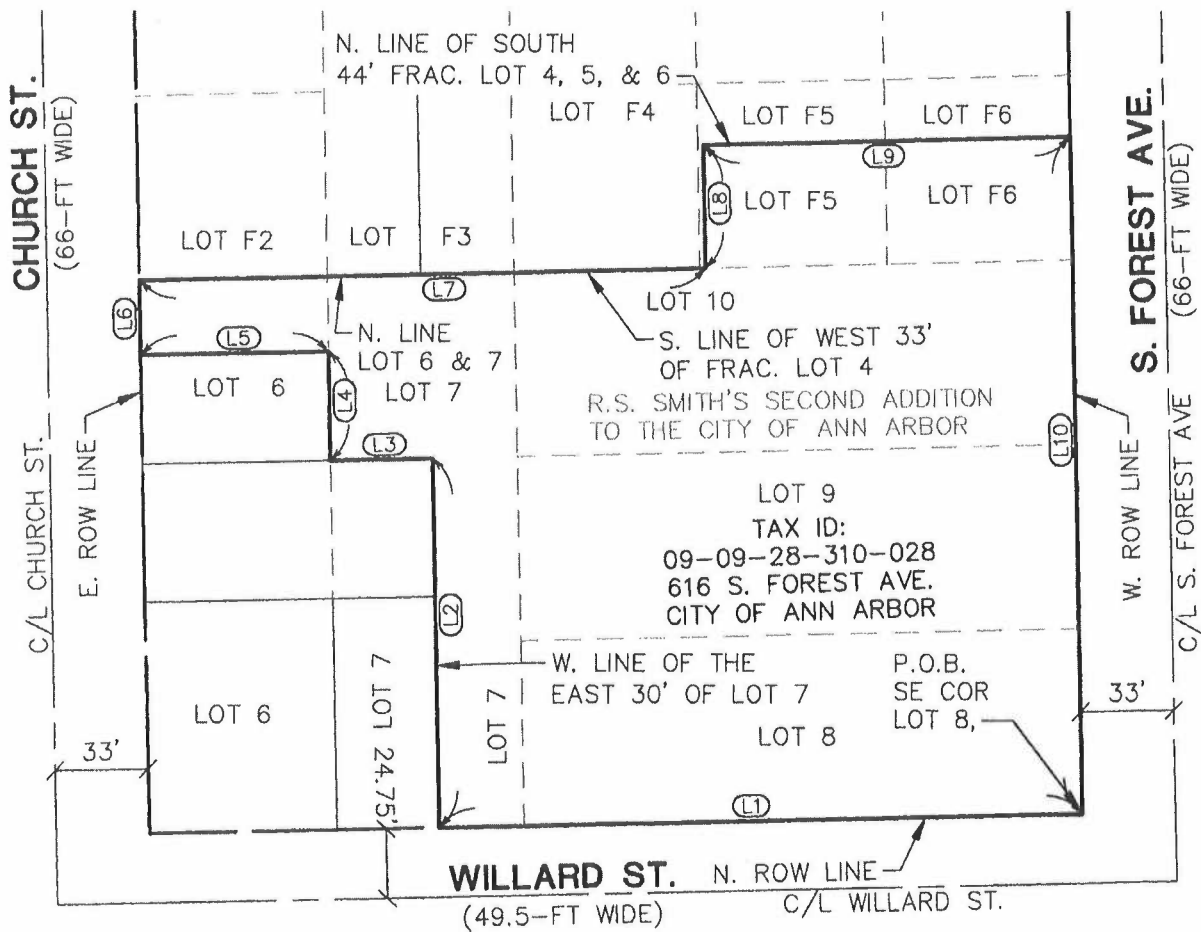 N. LINE OF SOUTH
44' FRAC. LOT 4, 5, & 6
LOT F4
LOT F5
LOT F6
CHURCH ST.
(66-FT WIDE)
S. FOREST AVE.
(66-FT WIDE)
L9
L8
LOT F5
LOT F6
LOT F2
LOT F3
L7
LOT 10
L6
L5
N. LINE
LOT 6 & 7
S. LINE OF WEST 33'
OF FRAC. LOT 4
LOT 6
L4
LOT 7
R.S. SMITH'S SECOND ADDITION
TO THE CITY OF ANN ARBOR
L3
L10
E. ROW LINE
C/L CHURCH ST.
W. ROW LINE
C/L S. FOREST AVE
LOT 9
TAX ID:
09-09-28-310-028
616 S. FOREST AVE.
CITY OF ANN ARBOR
L2
W. LINE OF THE
EAST 30' OF LOT 7
P.O.B.
SE COR
LOT 8,
33'
LOT 6
LOT 7
LOT 7
LOT 8
33'
24.75'
L1
WILLARD ST.
(49.5-FT WIDE)
N. ROW LINE
C/L WILLARD ST.